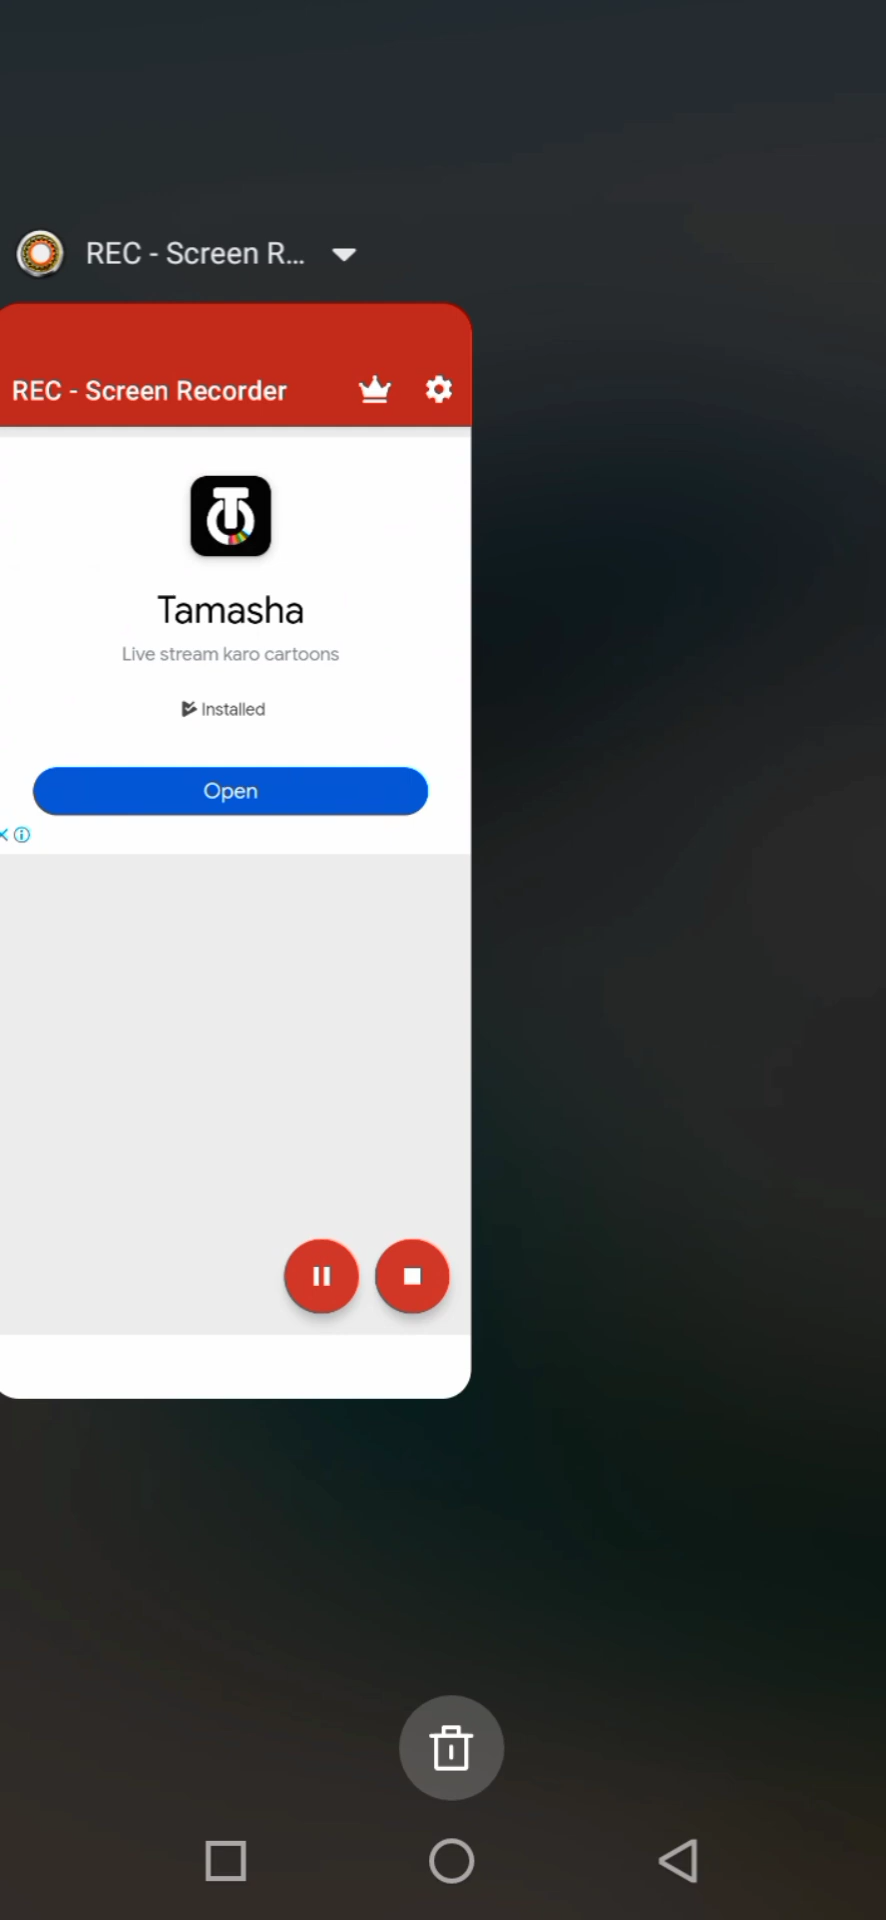 REC - Screen R...
REC - Screen Recorder
Tamasha
Live stream karo cartoons
Installed
Open